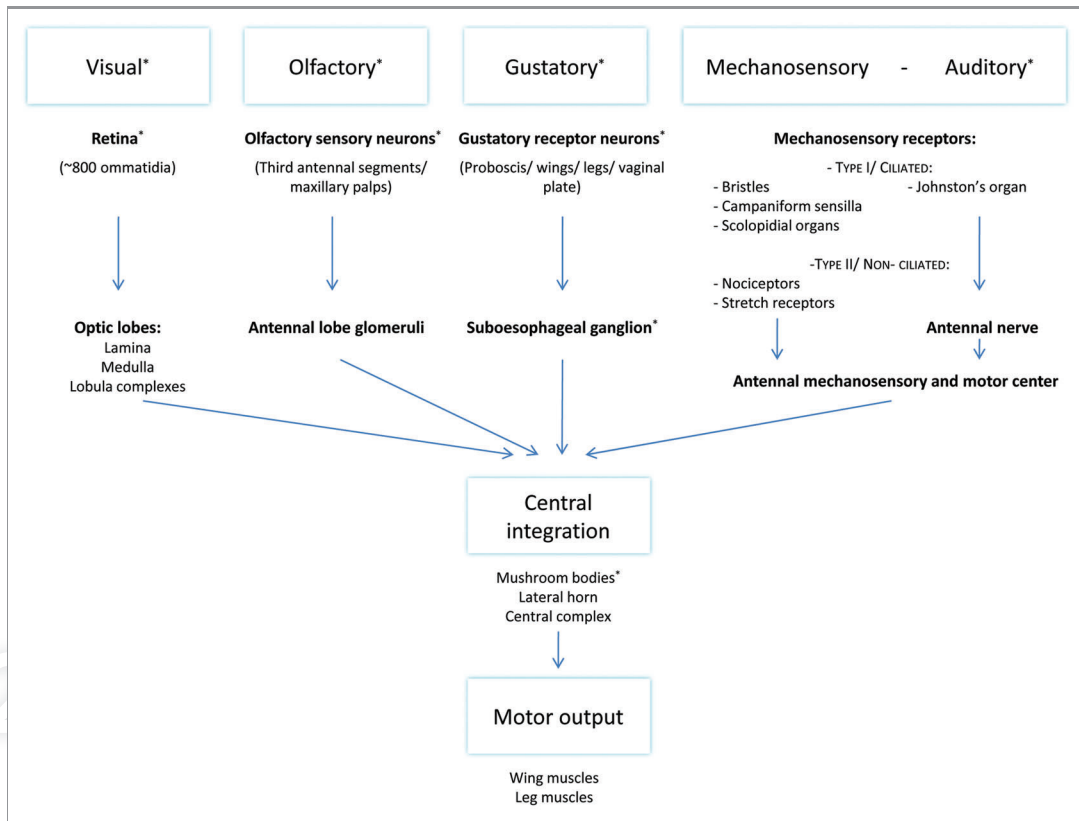 Visual*
Olfactory*
Gustatory*
Mechanosensory - Auditory*
Retina*
(~800 ommatidia)
Olfactory sensory neurons*
(Third antennal segments/
maxillary palps)
Gustatory receptor neurons*
(Proboscis/ wings/ legs/ vaginal
plate)
Mechanosensory receptors:
- TYPE I/ CILIATED:
- Bristles
- Campaniform sensilla
- Scolopidial organs
- Johnston's organ
-TYPE II/ NON- CILIATED:
- Nociceptors
- Stretch receptors
Optic lobes:
Lamina
Medulla
Lobula complexes
Antennal lobe glomeruli
Suboesophageal ganglion*
Antennal nerve
Antennal mechanosensory and motor center
Central
integration
Mushroom bodies*
Lateral horn
Central complex
Motor output
Wing muscles
Leg muscles